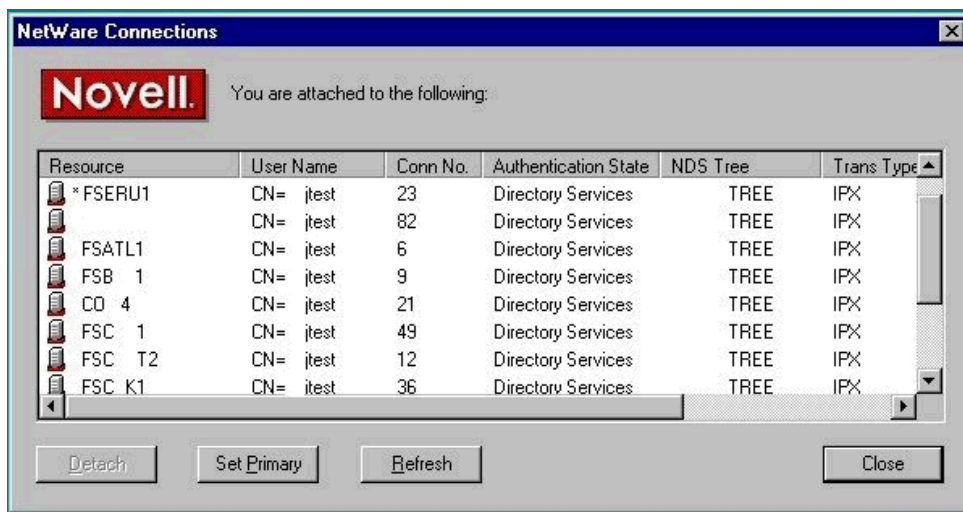 NetWare Connections
Novell. You are attached to the following:
Resource User Name Conn No. Authentication State NDS Tree Trans Type
* FSERU1 CN= jtest 23 Directory Services TREE IPX
CN= jtest 82 Directory Services TREE IPX
FSATL1 CN= jtest 6 Directory Services TREE IPX
FSB 1 CN= jtest 9 Directory Services TREE IPX
CO 4 CN= jtest 21 Directory Services TREE IPX
FSC 1 CN= jtest 49 Directory Services TREE IPX
FSC T2 CN= jtest 12 Directory Services TREE IPX
FSC K1 CN= jtest 36 Directory Services TREE IPX
Detach Set Primary Refresh Close